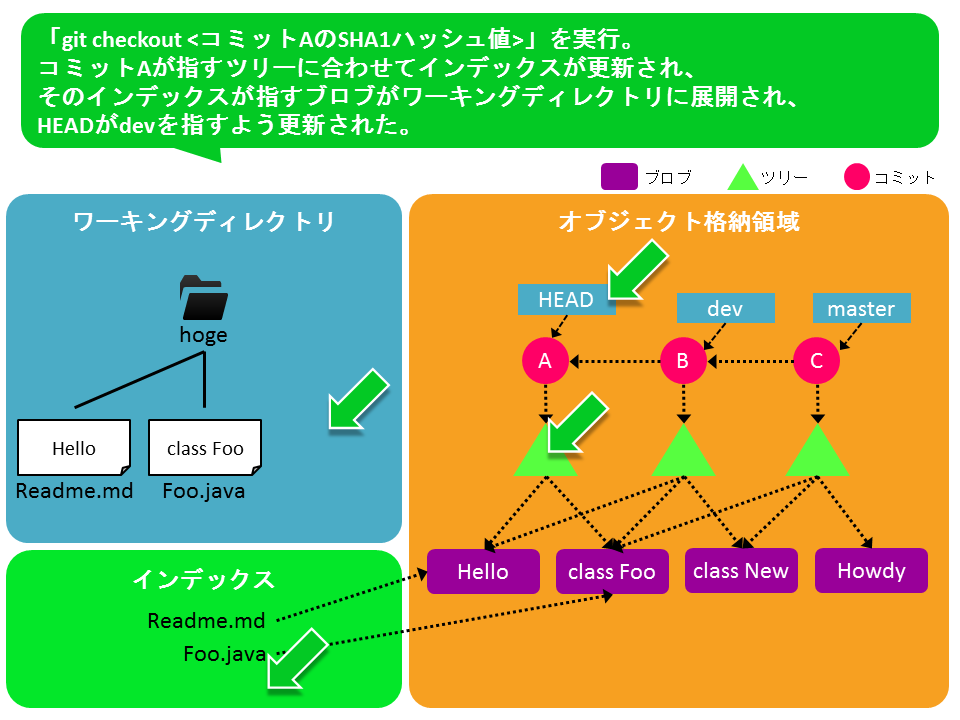 「git checkout <コミットAのSHA1ハッシュ値>」を実行。
コミットAが指すツリーに合わせてインデックスが更新され、
そのインデックスが指すブロブがワーキングディレクトリに展開され、
HEADがdevを指すよう更新された。
ブロブ
ツリー
コミット
ワーキングディレクトリ
hoge
Hello
class Foo
Readme.md
Foo.java
オブジェクト格納領域
HEAD
dev
master
A
B
C
Hello
class Foo
class New
Howdy
インデックス
Readme.md
Foo.java